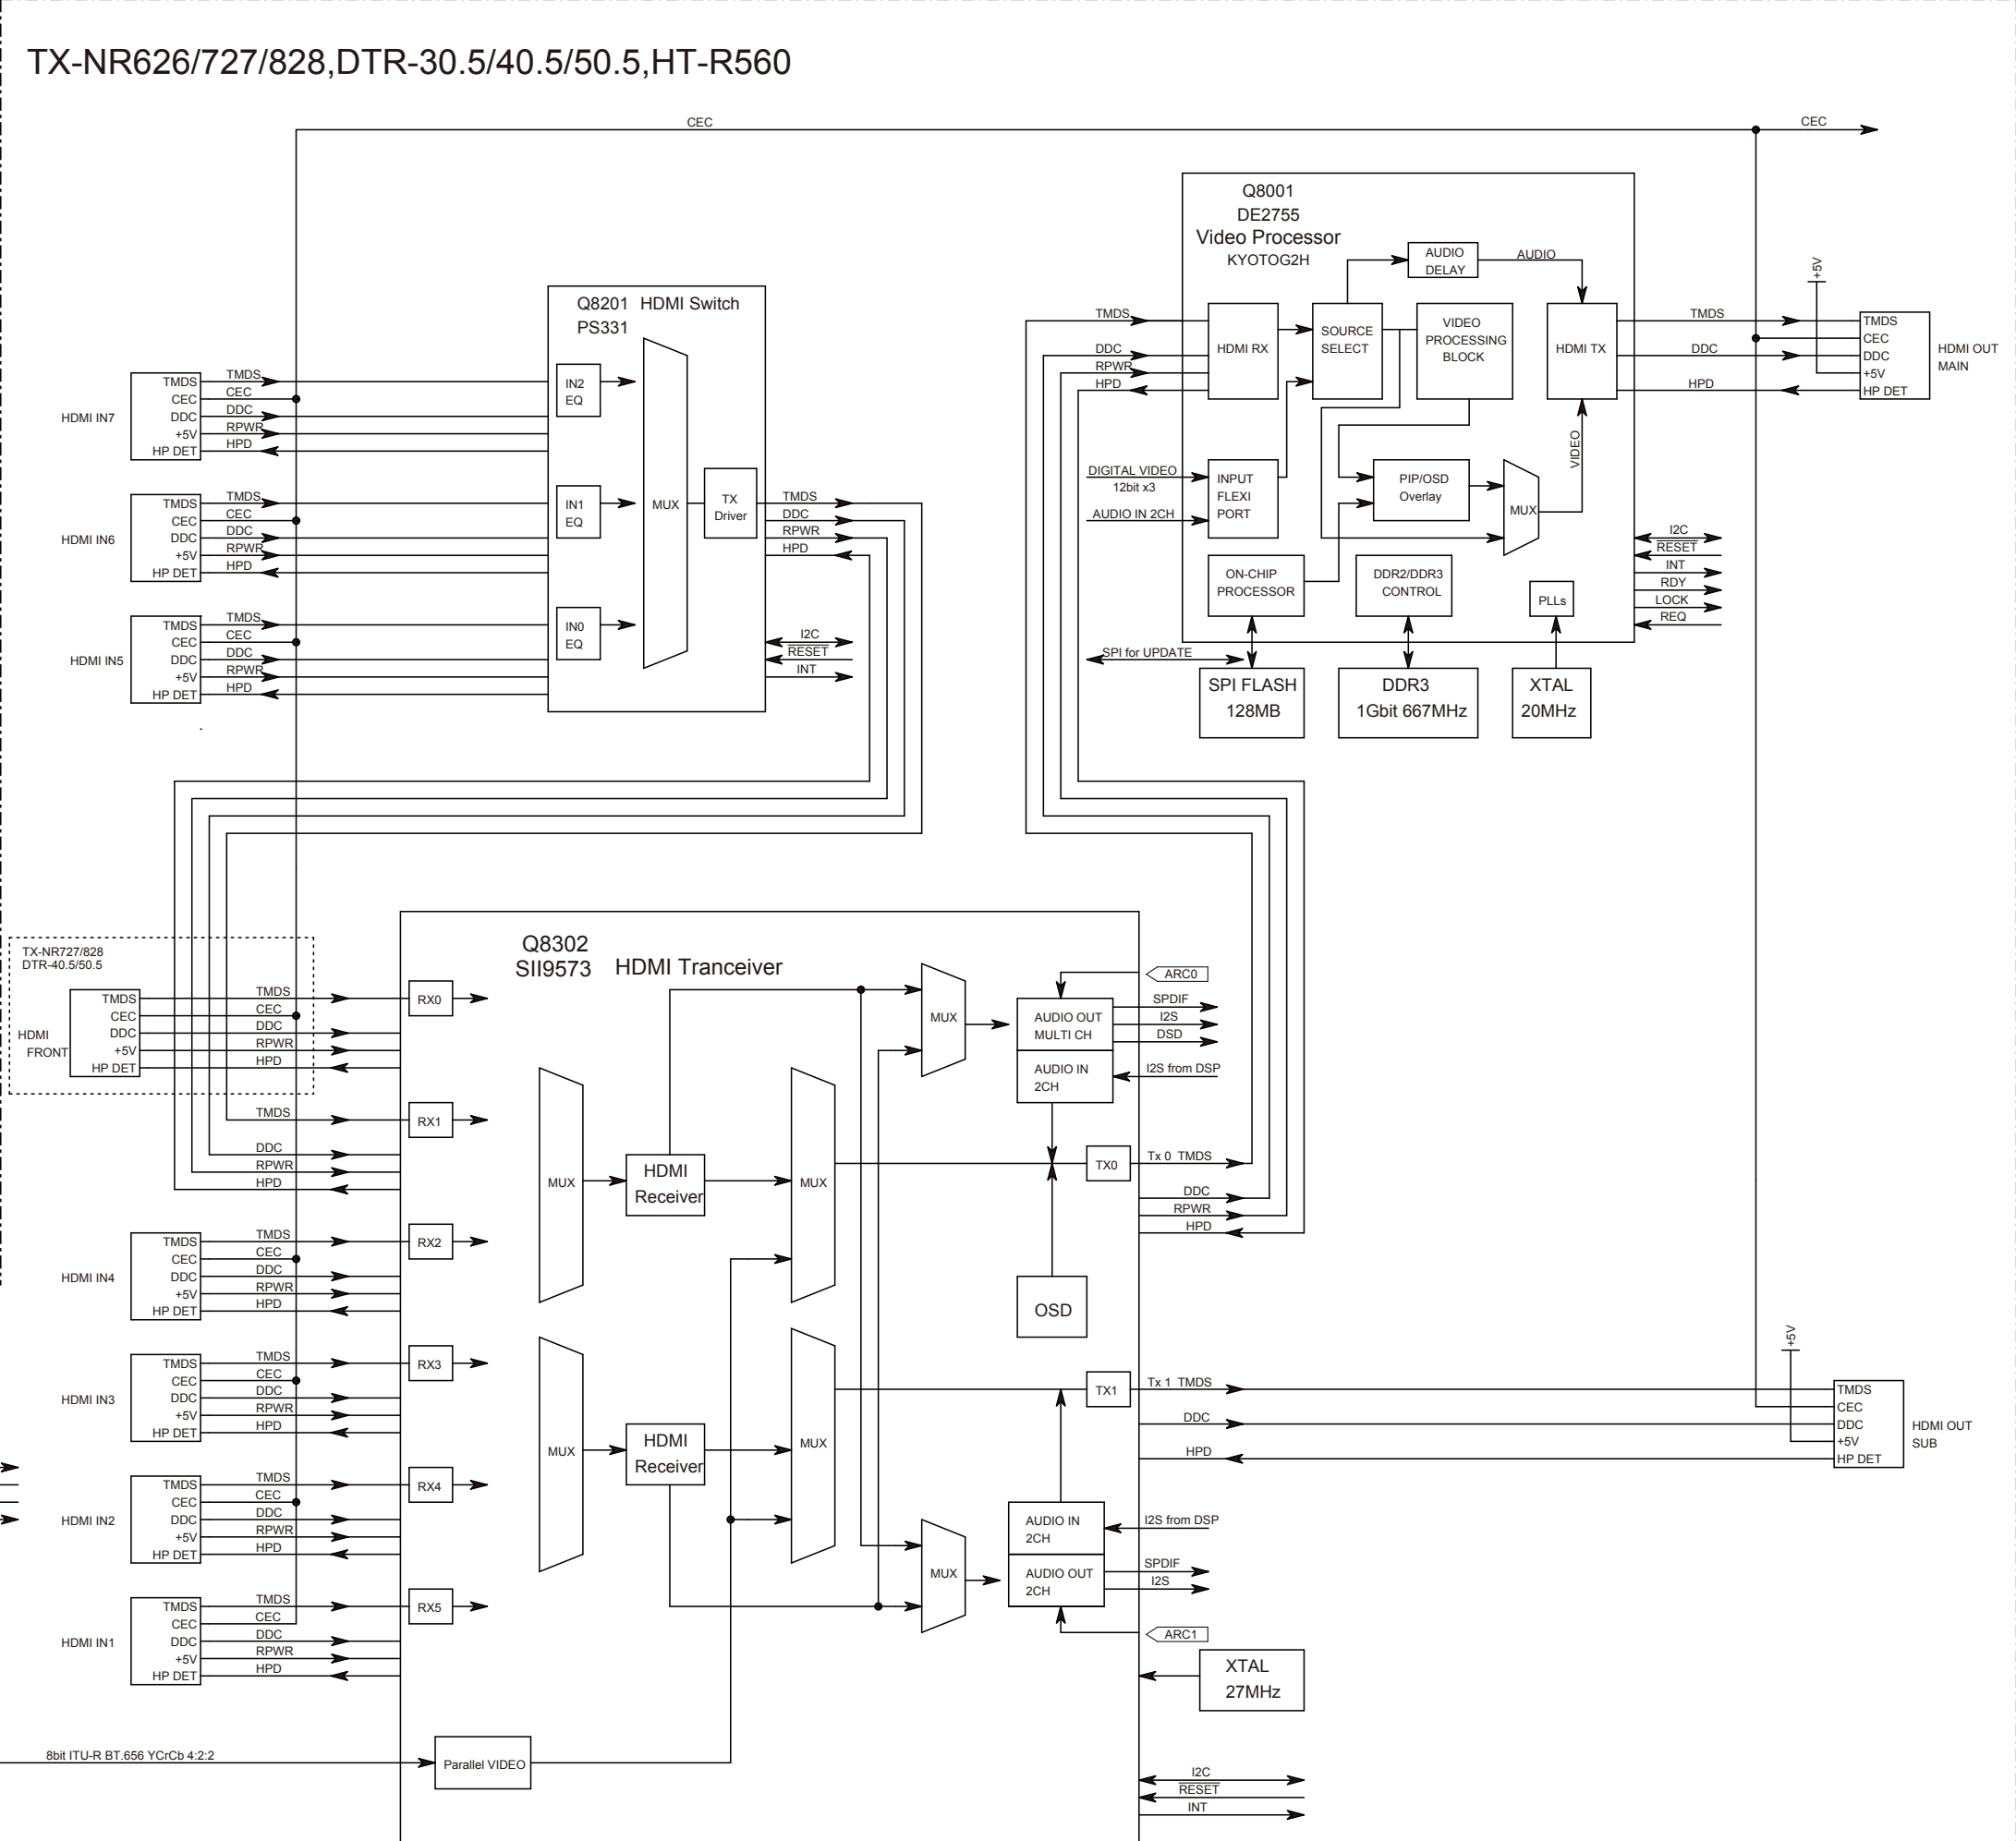 TX-NR626/727/828,DTR-30.5/40.5/50.5,HT-R560
CEC
CEC
Q8001
DE2755
Video Processor
KYOTOG2H
AUDIO
DELAY
AUDIO
+5V
TMDS
DDC
RPWR
HPD
HDMI RX
SOURCE
SELECT
VIDEO
PROCESSING
BLOCK
HDMI TX
TMDS
DDC
HPD
TMDS
CEC
DDC
+5V
HP DET
HDMI OUT
MAIN
VIDEO
DIGITAL VIDEO
12bit x3
AUDIO IN 2CH
INPUT
FLEXI
PORT
PIP/OSD
Overlay
MUX
ON-CHIP
PROCESSOR
DDR2/DDR3
CONTROL
PLLs
I2C
RESET
INT
RDY
LOCK
REQ
SPI for UPDATE
SPI FLASH
128MB
DDR3
1Gbit 667MHz
XTAL
20MHz
Q8201 HDMI Switch
PS331
IN2
EQ
IN1
EQ
IN0
EQ
MUX
TX
Driver
TMDS
DDC
RPWR
HPD
I2C
RESET
INT
HDMI IN7
TMDS
CEC
DDC
+5V
HP DET
TMDS
CEC
DDC
RPWR
HPD
HDMI IN6
TMDS
CEC
DDC
+5V
HP DET
TMDS
CEC
DDC
RPWR
HPD
HDMI IN5
TMDS
CEC
DDC
+5V
HP DET
TMDS
CEC
DDC
RPWR
HPD
TX-NR727/828
DTR-40.5/50.5
HDMI
FRONT
TMDS
CEC
DDC
+5V
HP DET
TMDS
CEC
DDC
RPWR
HPD
TMDS
DDC
RPWR
HPD
HDMI IN4
TMDS
CEC
DDC
+5V
HP DET
TMDS
CEC
DDC
RPWR
HPD
HDMI IN3
TMDS
CEC
DDC
+5V
HP DET
TMDS
CEC
DDC
RPWR
HPD
HDMI IN2
TMDS
CEC
DDC
+5V
HP DET
TMDS
CEC
DDC
RPWR
HPD
HDMI IN1
TMDS
CEC
DDC
+5V
HP DET
TMDS
CEC
DDC
RPWR
HPD
8bit ITU-R BT.656 YCrCb 4:2:2
Q8302
SII9573 HDMI Tranceiver
RX0
RX1
RX2
RX3
RX4
RX5
Parallel VIDEO
MUX
MUX
HDMI
Receiver
HDMI
Receiver
MUX
MUX
MUX
MUX
ARC0
AUDIO OUT
MULTI CH
AUDIO IN
2CH
SPDIF
I2S
DSD
I2S from DSP
TX0
Tx 0 TMDS
DDC
RPWR
HPD
OSD
TX1
Tx 1 TMDS
DDC
HPD
+5V
TMDS
CEC
DDC
+5V
HP DET
HDMI OUT
SUB
AUDIO IN
2CH
AUDIO OUT
2CH
I2S from DSP
SPDIF
I2S
ARC1
XTAL
27MHz
I2C
RESET
INT